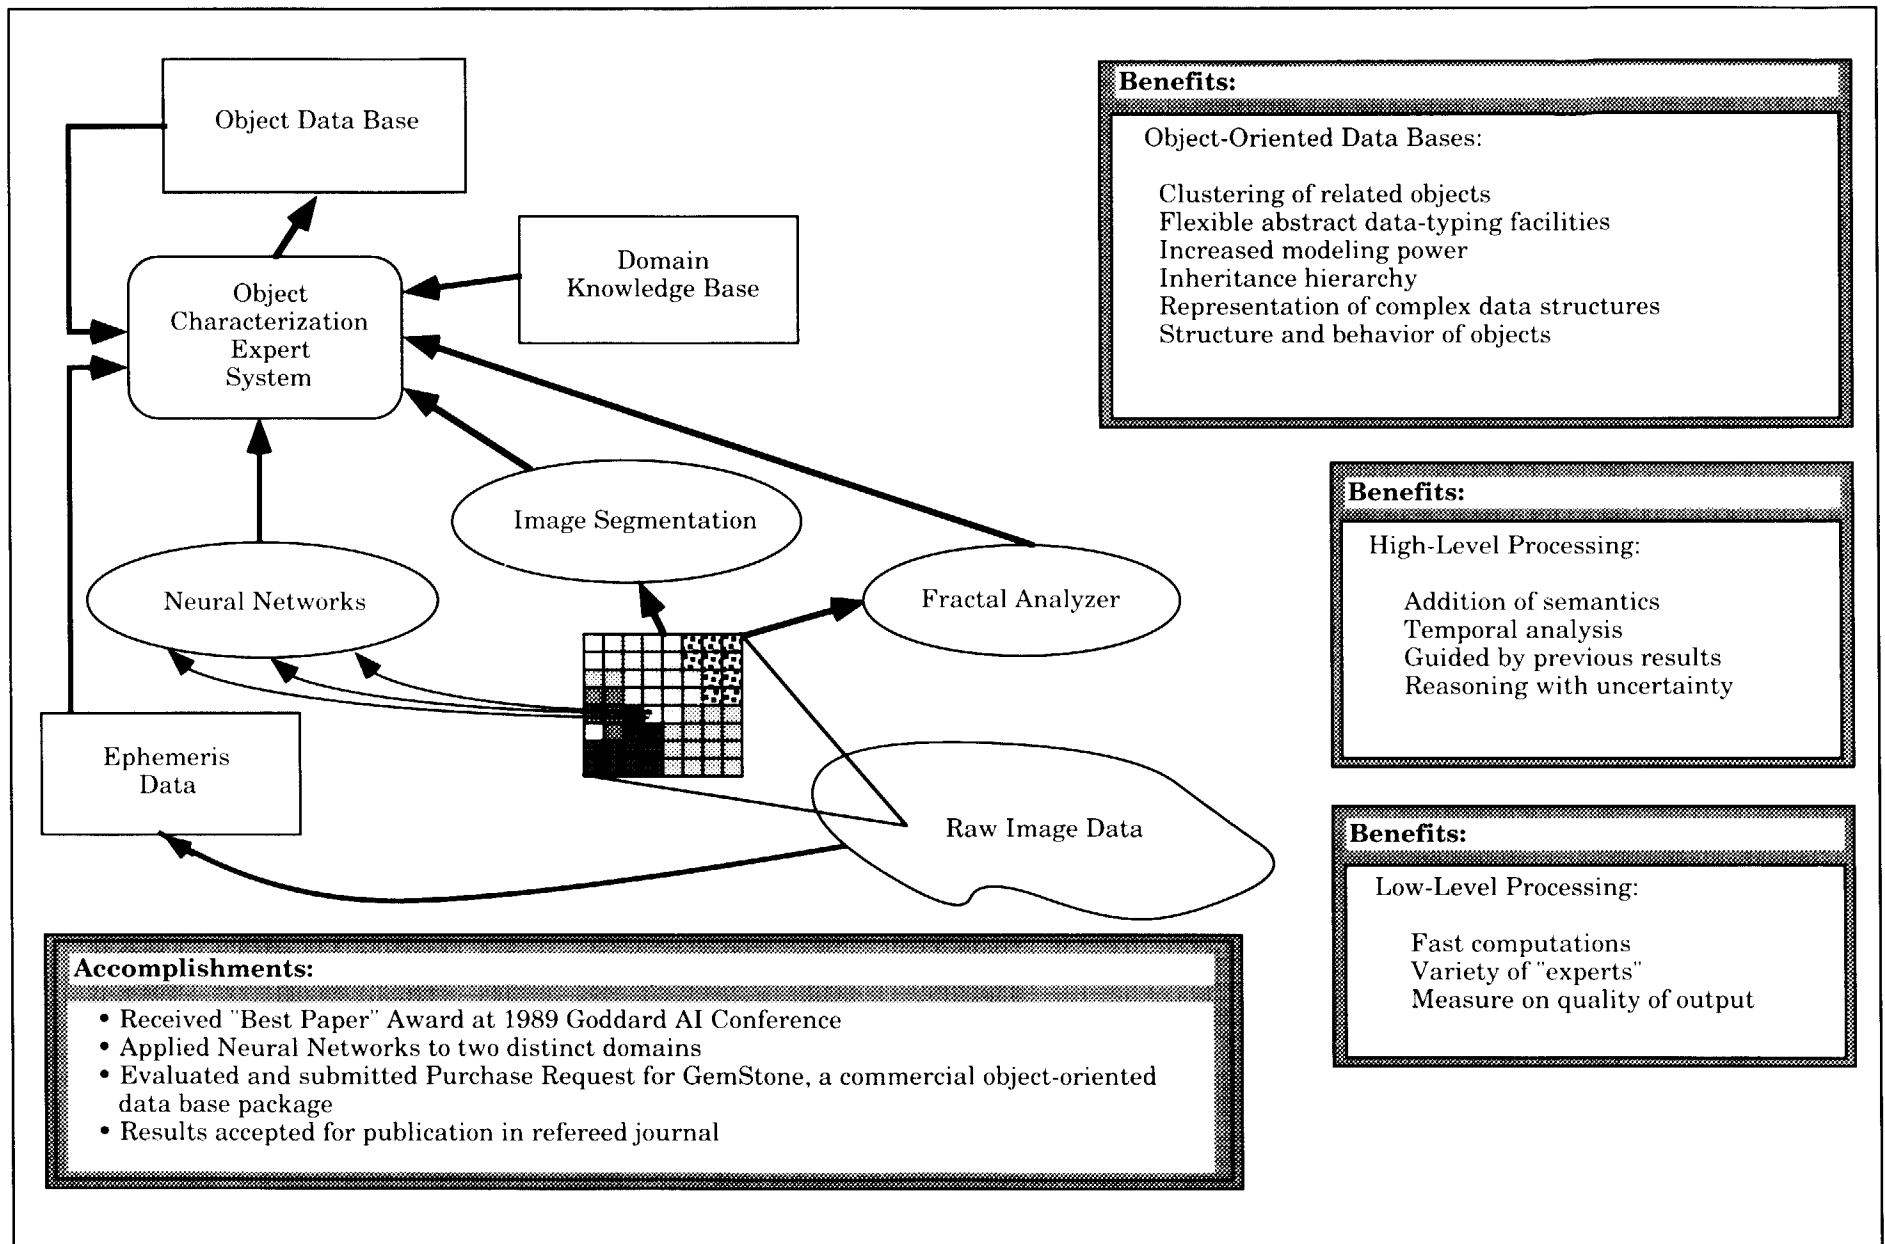 Object Data Base
Domain
Knowledge Base
Object
Characterization
Expert
System
Image Segmentation
Neural Networks
Fractal Analyzer
Ephemeris
Data
Raw Image Data
Benefits:
Object-Oriented Data Bases:
Clustering of related objects
Flexible abstract data-typing facilities
Increased modeling power
Inheritance hierarchy
Representation of complex data structures
Structure and behavior of objects
Benefits:
High-Level Processing:
Addition of semantics
Temporal analysis
Guided by previous results
Reasoning with uncertainty
Benefits:
Low-Level Processing:
Fast computations
Variety of "experts"
Measure on quality of output
Accomplishments:
• Received "Best Paper" Award at 1989 Goddard AI Conference
• Applied Neural Networks to two distinct domains
• Evaluated and submitted Purchase Request for GemStone, a commercial object-oriented
data base package
• Results accepted for publication in refereed journal